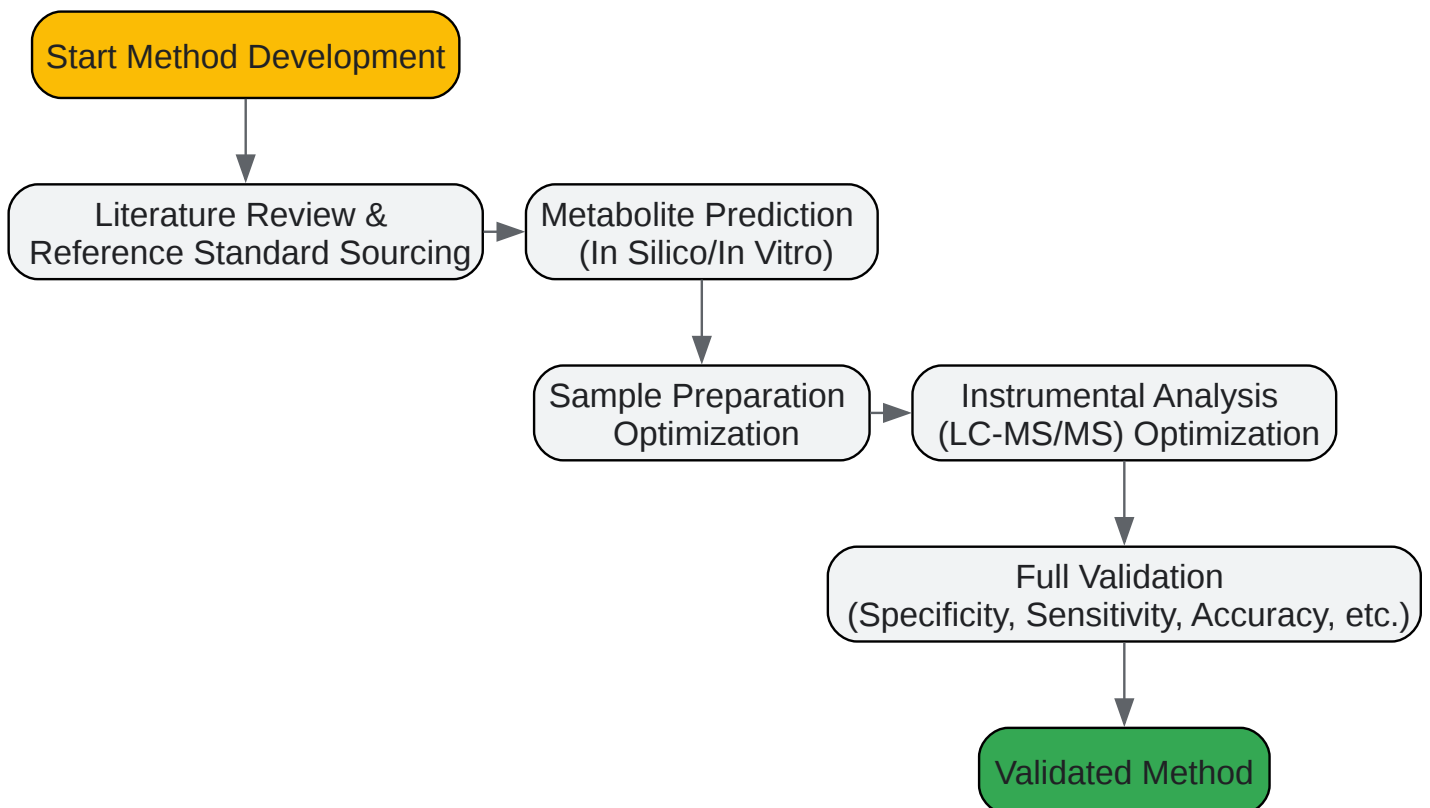 Start Method Development
Literature Review &
Reference Standard Sourcing
Metabolite Prediction
(In Silico/In Vitro)
Sample Preparation
Optimization
Instrumental Analysis
(LC-MS/MS) Optimization
Full Validation
(Specificity, Sensitivity, Accuracy, etc.)
Validated Method